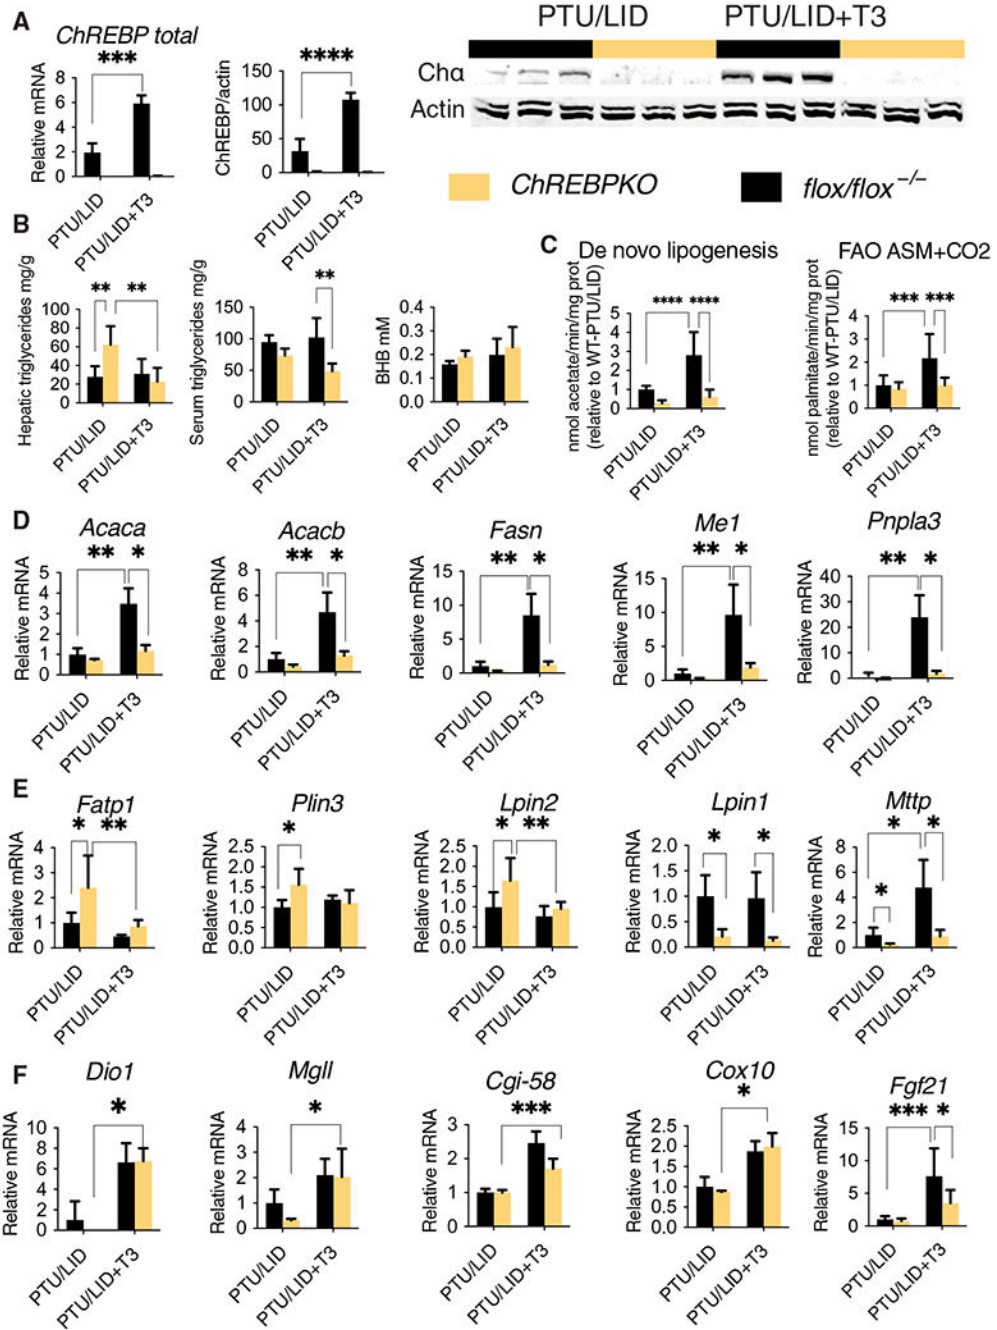 A
ChREBP total
***
Relative mRNA
8
6
4
2
0
PTU/LID
PTU/LID+T3
****
ChREBP/actin
150
100
50
0
PTU/LID
PTU/LID+T3
PTU/LID PTU/LID+T3
Chα
Actin
ChREBPKO flox/flox −/−
B
Hepatic triglycerides mg/g
** **
100
80
60
40
20
0
PTU/LID
PTU/LID+T3
Serum triglycerides mg/g
**
150
100
50
0
PTU/LID
PTU/LID+T3
BHB mM
0.4
0.3
0.2
0.1
0.0
PTU/LID
PTU/LID+T3
C
De novo lipogenesis
nmol acetate/min/mg prot
(relative to WT-PTU/LID)
**** ****
5
4
3
2
1
0
PTU/LID
PTU/LID+T3
FAO ASM+CO2
nmol palmitate/min/mg prot
(relative to WT-PTU/LID)
*** ***
4
3
2
1
0
PTU/LID
PTU/LID+T3
D
Acaca
** *
Relative mRNA
5
4
3
2
1
0
PTU/LID
PTU/LID+T3
Acacb
** *
Relative mRNA
8
6
4
2
0
PTU/LID
PTU/LID+T3
Fasn
** *
Relative mRNA
15
10
5
0
PTU/LID
PTU/LID+T3
Me1
** *
Relative mRNA
15
10
5
0
PTU/LID
PTU/LID+T3
Pnpla3
** *
Relative mRNA
40
30
20
10
0
PTU/LID
PTU/LID+T3
E
Fatp1
* **
Relative mRNA
4
3
2
1
0
PTU/LID
PTU/LID+T3
Plin3
*
Relative mRNA
2.5
2.0
1.5
1.0
0.5
0.0
PTU/LID
PTU/LID+T3
Lpin2
* **
Relative mRNA
2.5
2.0
1.5
1.0
0.5
0.0
PTU/LID
PTU/LID+T3
Lpin1
* *
Relative mRNA
2.0
1.5
1.0
0.5
0.0
PTU/LID
PTU/LID+T3
Mttp
* *
*
Relative mRNA
8
6
4
2
0
PTU/LID
PTU/LID+T3
F
Dio1
*
Relative mRNA
10
8
6
4
2
0
PTU/LID
PTU/LID+T3
Mgll
*
Relative mRNA
4
3
2
1
0
PTU/LID
PTU/LID+T3
Cgi-58
***
Relative mRNA
3
2
1
0
PTU/LID
PTU/LID+T3
Cox10
*
Relative mRNA
2.5
2.0
1.5
1.0
0.5
0.0
PTU/LID
PTU/LID+T3
Fgf21
*** *
Relative mRNA
15
10
5
0
PTU/LID
PTU/LID+T3